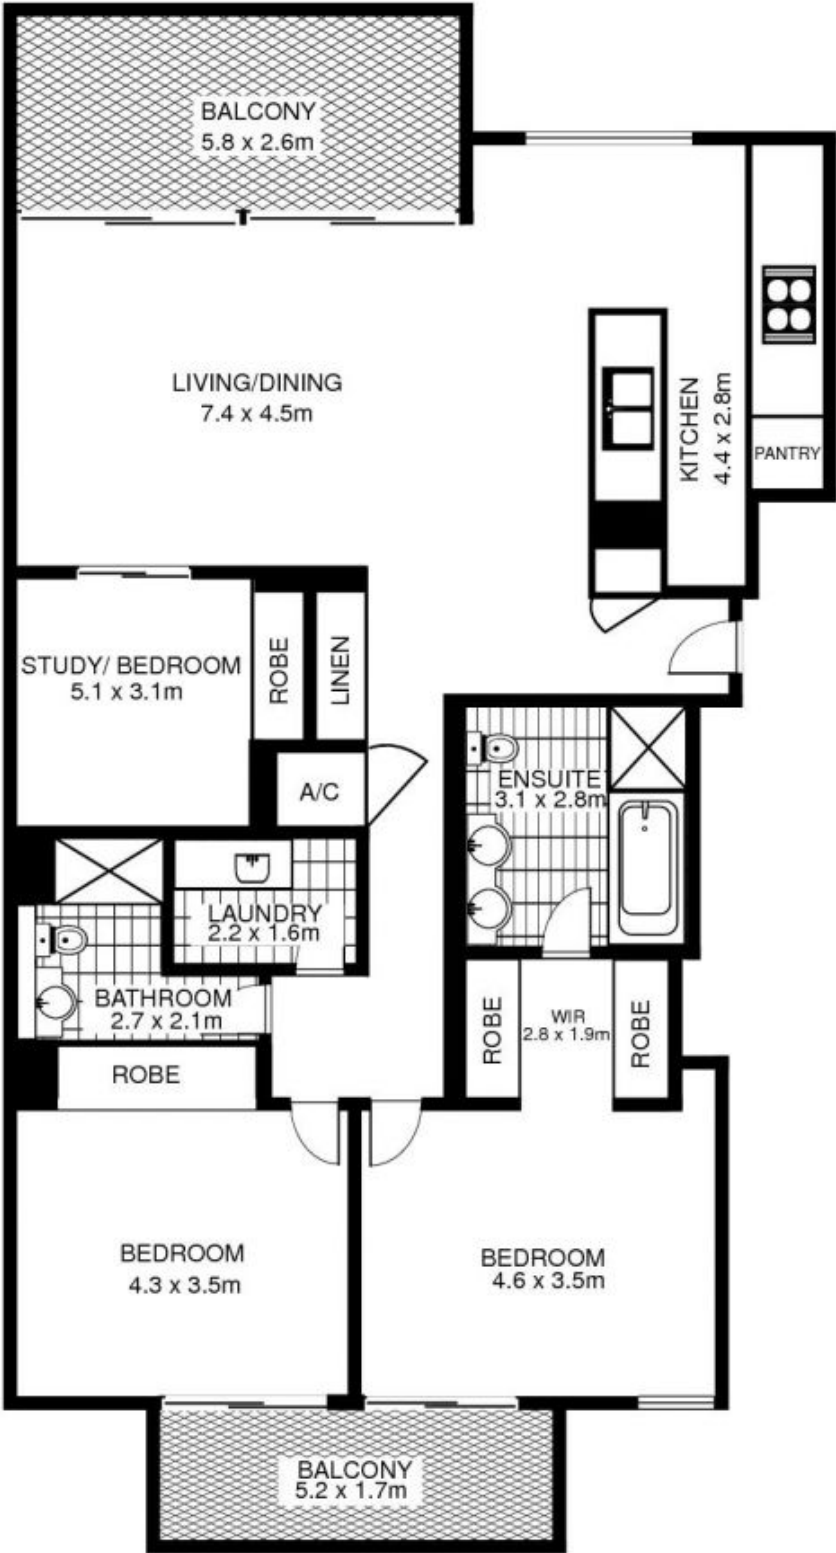 BALCONY
5.8 x 2.6m
LIVING/DINING
7.4 x 4.5m
KITCHEN
4.4 x 2.8m
PANTRY
STUDY/ BEDROOM
5.1 x 3.1m
ROBE
LINEN
A/C
ENSUITE
3.1 x 2.8m
LAUNDRY
2.2 x 1.6m
BATHROOM
2.7 x 2.1m
ROBE
WIR
2.8 x 1.9m
ROBE
ROBE
BEDROOM
4.3 x 3.5m
BEDROOM
4.6 x 3.5m
BALCONY
5.2 x 1.7m